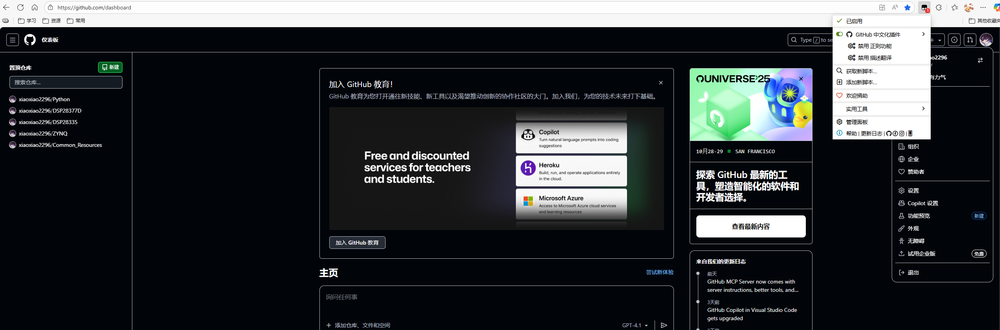 https://github.com/dashboard
1
学习
资源
常用
其他收藏夹
仪表板
Type / to se
置顶仓库
新建
搜索仓库...
xiaoxiao2296/Python
xiaoxiao2296/DSP28377D
xiaoxiao2296/DSP28335
xiaoxiao2296/ZYNQ
xiaoxiao2296/Common_Resources
加入 GitHub 教育！
GitHub 教育为您打开通往新技能、新工具以及渴望推动创新的协作社区的大门。加入我们，为您的技术未来打下基础。
Free and discounted
services for teachers
and students.
Simple cloud hosting, built for developers
Copilot
Turn natural language prompts into coding
suggestions
Heroku
Build, run, and operate applications entirely
in the cloud.
Microsoft Azure
Access to Microsoft Azure cloud services
and learning resources
加入 GitHub 教育
主页
尝试新体验
询问任何事
添加仓库、文件和空间
GPT-4.1
UNIVERSE'25
10月28-29
SAN FRANCISCO
探索 GitHub 最新的工
具，塑造智能化的软件和
开发者选择。
查看最新内容
来自我们的更新日志
前天
GitHub MCP Server now comes with
server instructions, better tools, and...
3天前
GitHub Copilot in Visual Studio Code
gets upgraded
已启用
GitHub 中文化插件
禁用 正则功能
禁用 描述翻译
获取新脚本...
添加新脚本...
欢迎捐助
实用工具
管理面板
帮助 | 更新日志 |
ao2296
r
有力气
组织
企业
赞助者
设置
Copilot 设置
功能预览
新建
外观
无障碍
试用企业版
免费
退出